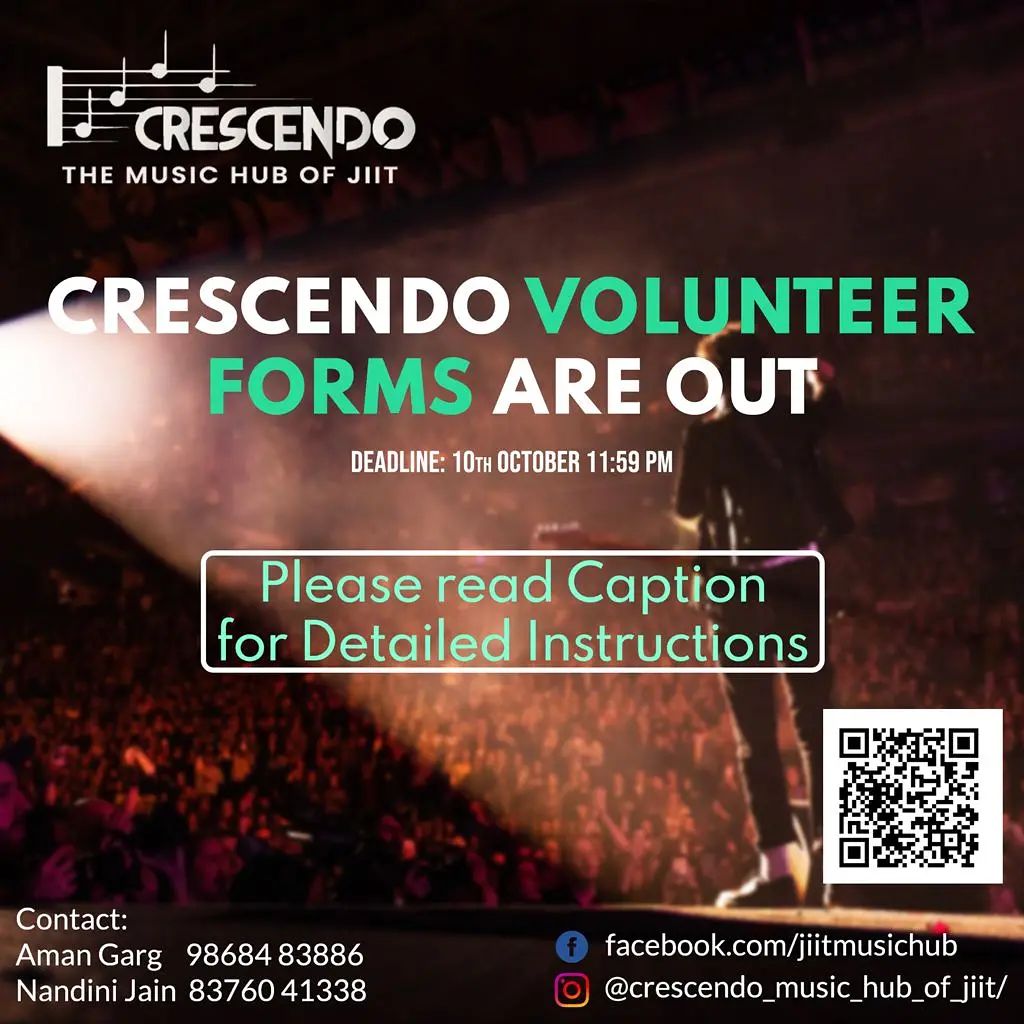 CRESCENDO
THE MUSIC HUB OF JIIT
CRESCENDO VOLUNTEER
FORMS ARE OUT
DEADLINE: 10TH OCTOBER 11:59 PM
Please read Caption
for Detailed Instructions
Contact:
Aman Garg 98684 83886
Nandini Jain 83760 41338
facebook.com/jiitmusichub
@crescendo_music_hub_of_jiit/